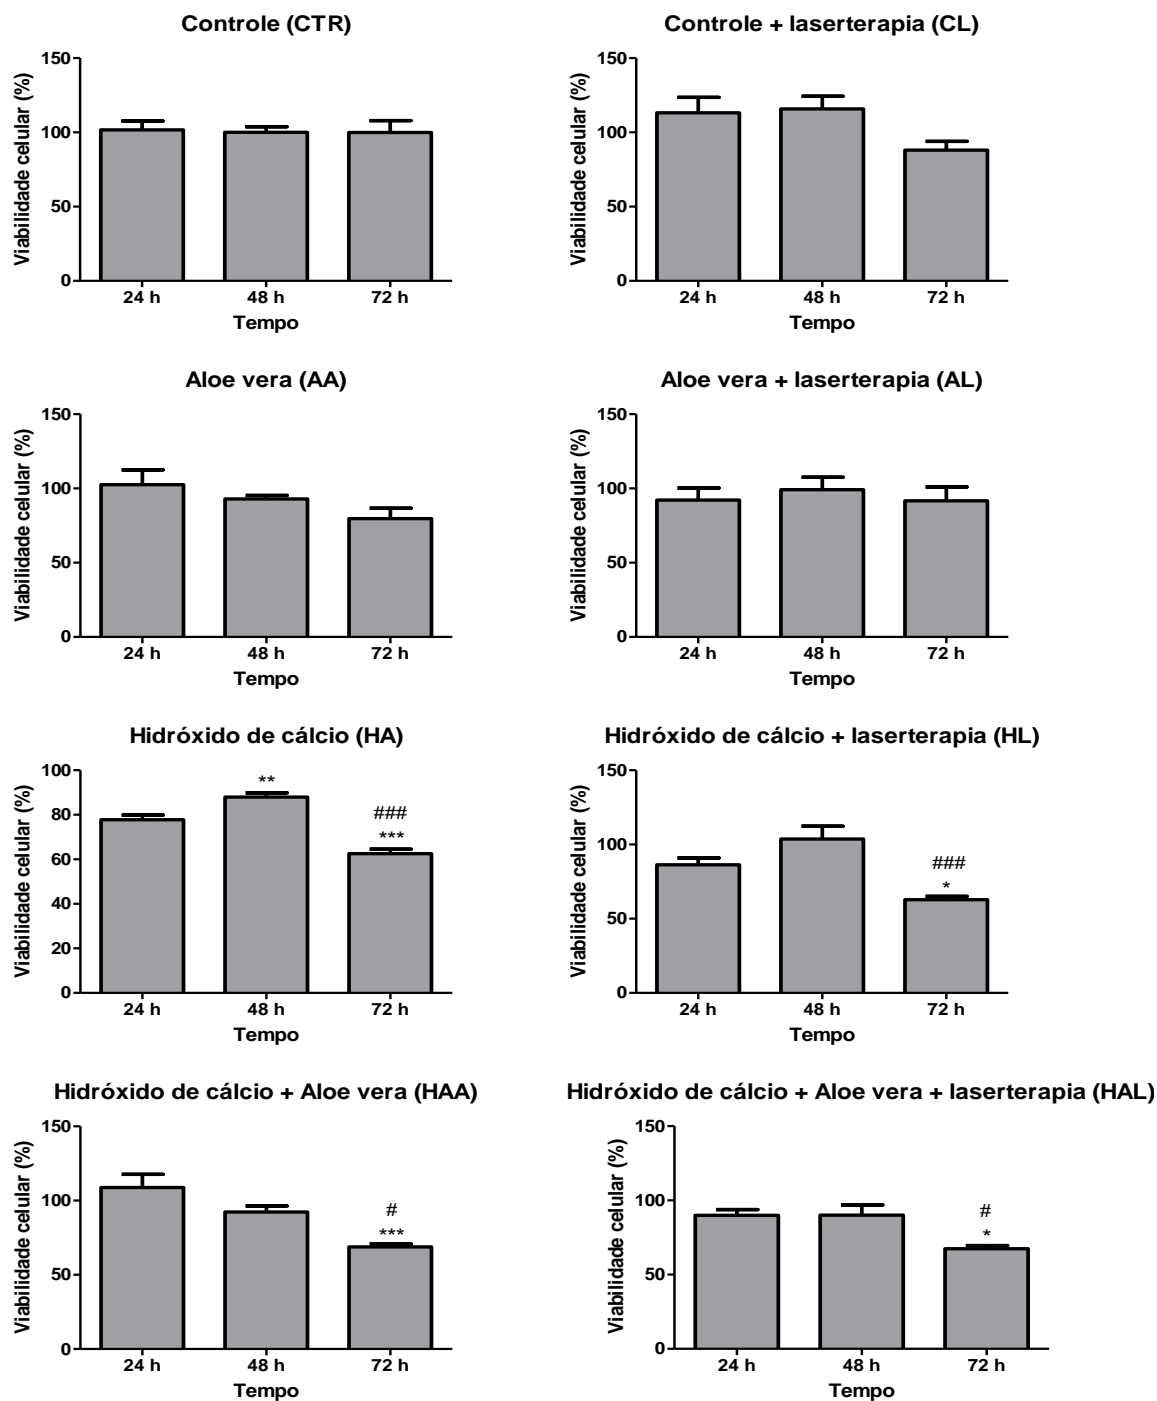 Controle (CTR)
Viabilidade celular (%)
150
100
50
0
24 h 48 h 72 h
Tempo
Controle + laserterapia (CL)
Viabilidade celular (%)
150
100
50
0
24 h 48 h 72 h
Tempo
Aloe vera (AA)
Viabilidade celular (%)
150
100
50
0
24 h 48 h 72 h
Tempo
Aloe vera + laserterapia (AL)
Viabilidade celular (%)
150
100
50
0
24 h 48 h 72 h
Tempo
Hidróxido de cálcio (HA)
Viabilidade celular (%)
100
80
60
40
20
0
**
###
***
24 h 48 h 72 h
Tempo
Hidróxido de cálcio + laserterapia (HL)
Viabilidade celular (%)
150
100
50
0
###
*
24 h 48 h 72 h
Tempo
Hidróxido de cálcio + Aloe vera (HAA)
Viabilidade celular (%)
150
100
50
0
#
***
24 h 48 h 72 h
Tempo
Hidróxido de cálcio + Aloe vera + laserterapia (HAL)
Viabilidade celular (%)
150
100
50
0
#
*
24 h 48 h 72 h
Tempo